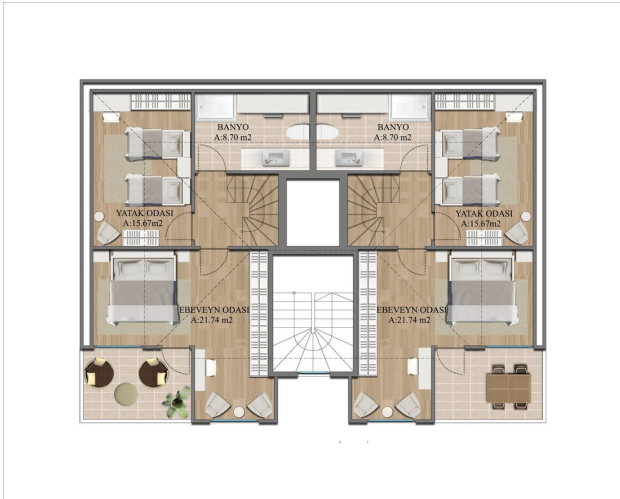 BANYO
A:8.70 m2
BANYO
A:8.70 m2
YATAK ODASI
A:15.67m2
YATAK ODASI
A:15.67m2
EBEVEYN ODASI
A:21.74 m2
EBEVEYN ODASI
A:21.74 m2